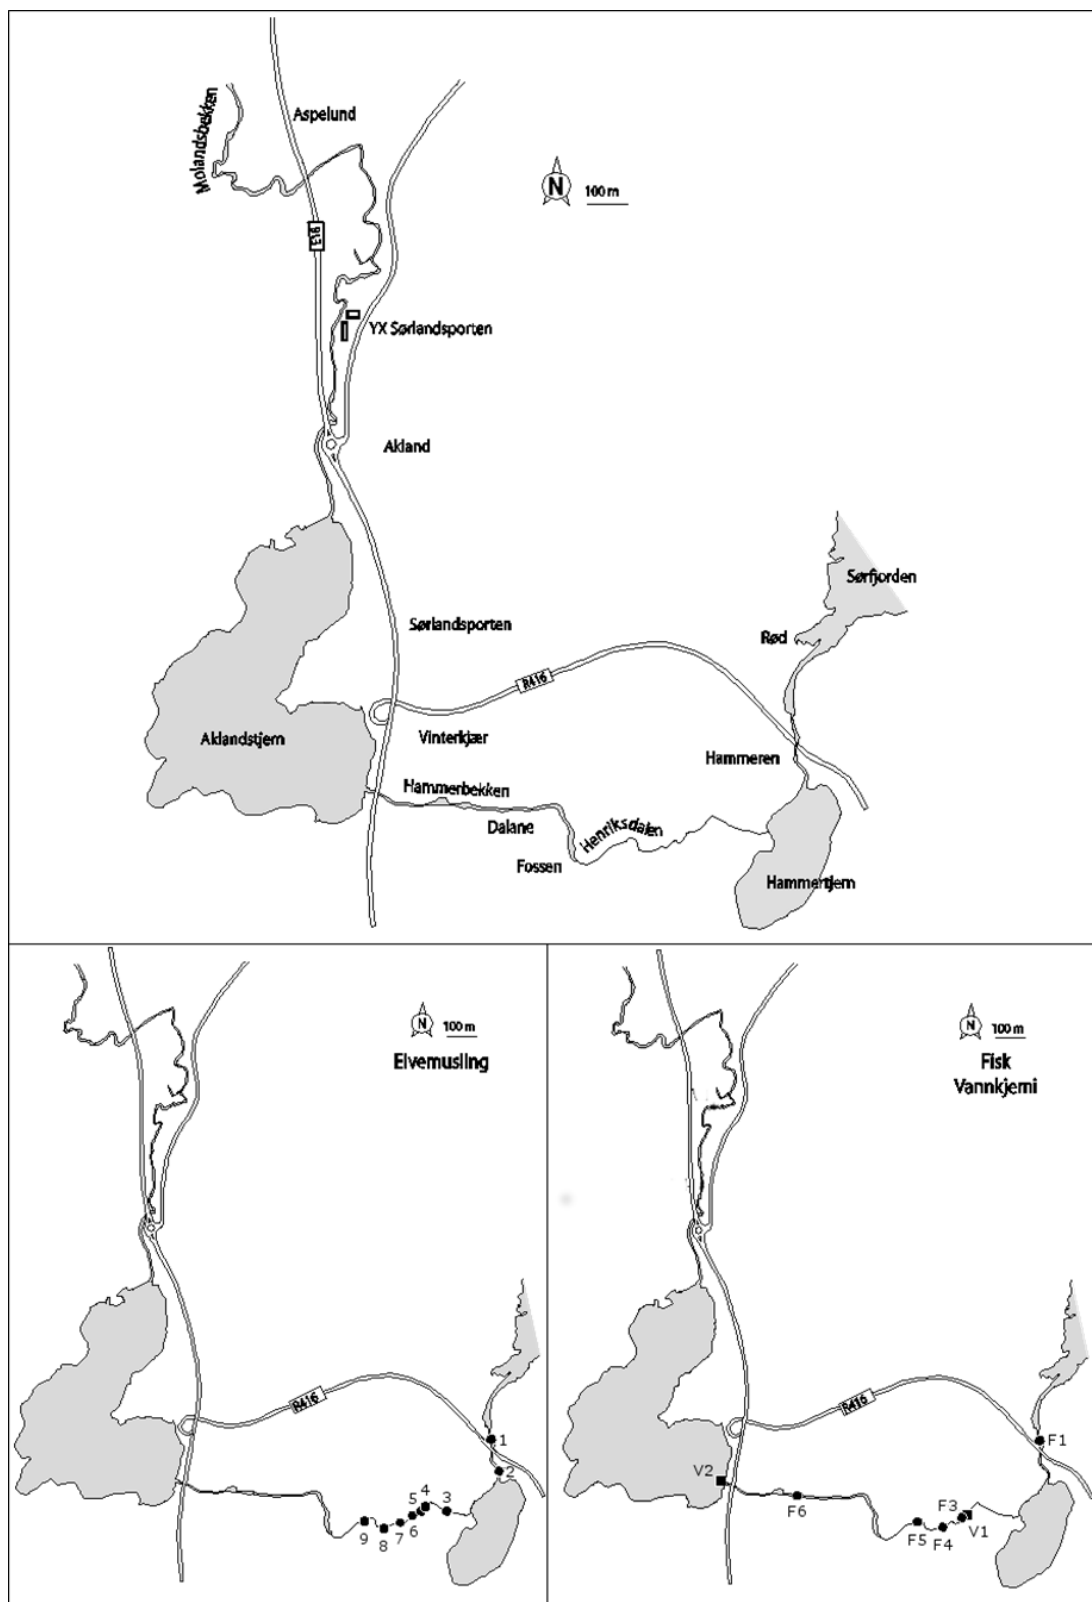 Aspelund
Molandsbekken
N
100 m
913
YX Sørlandsporten
Akland
Sørfjorden
Sørlandsporten
Rød
R416
Aklandstjern
Vinterkjær
Hammeren
Hammerbekken
Dalane
Henriksdalen
Fossen
Hammertjern
N
100 m
Elvemusling
R416
1
2
3
4
5
6
7
8
9
N
100 m
Fisk
Vannkjemi
R416
F1
V2
F6
F3
V1
F5
F4